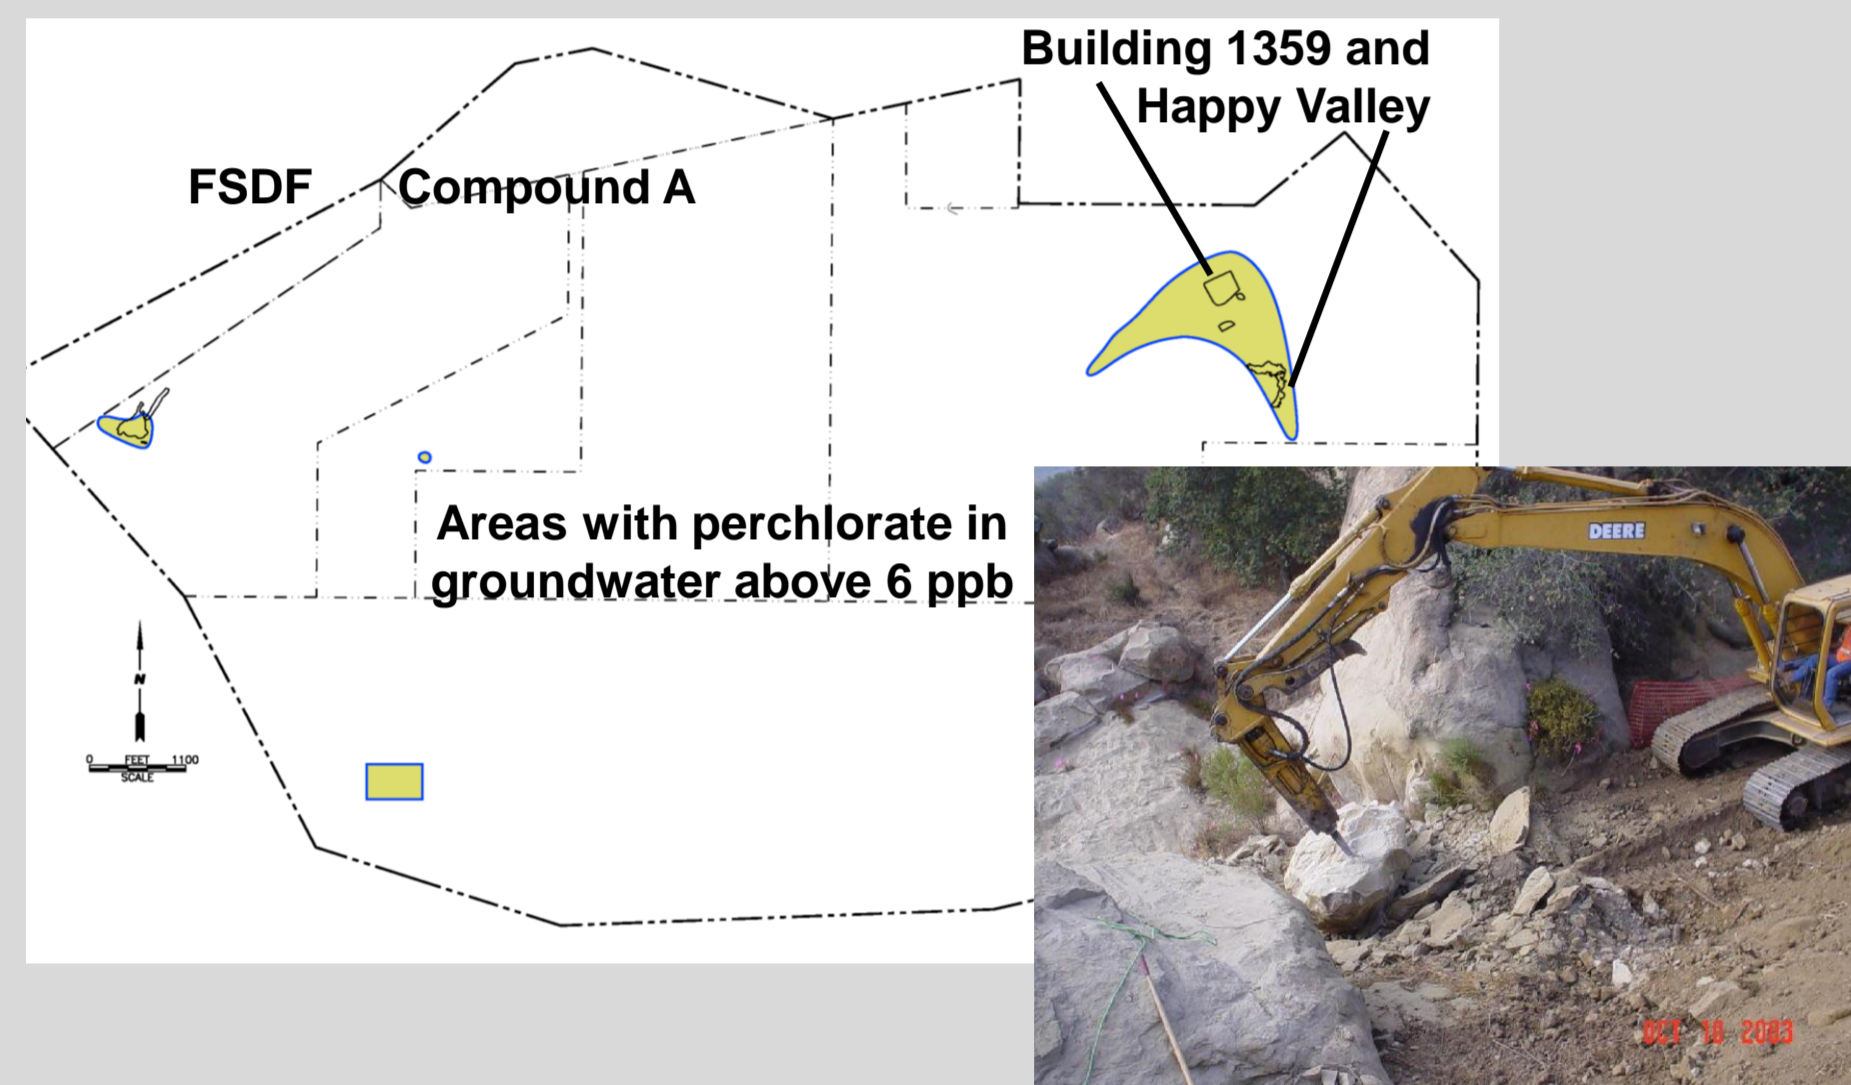 Building 1359 and
Happy Valley
FSDF
Compound A
Areas with perchlorate in
groundwater above 6 ppb
N
0 FEET 1100
SCALE
DEERE
OCT 18 2003